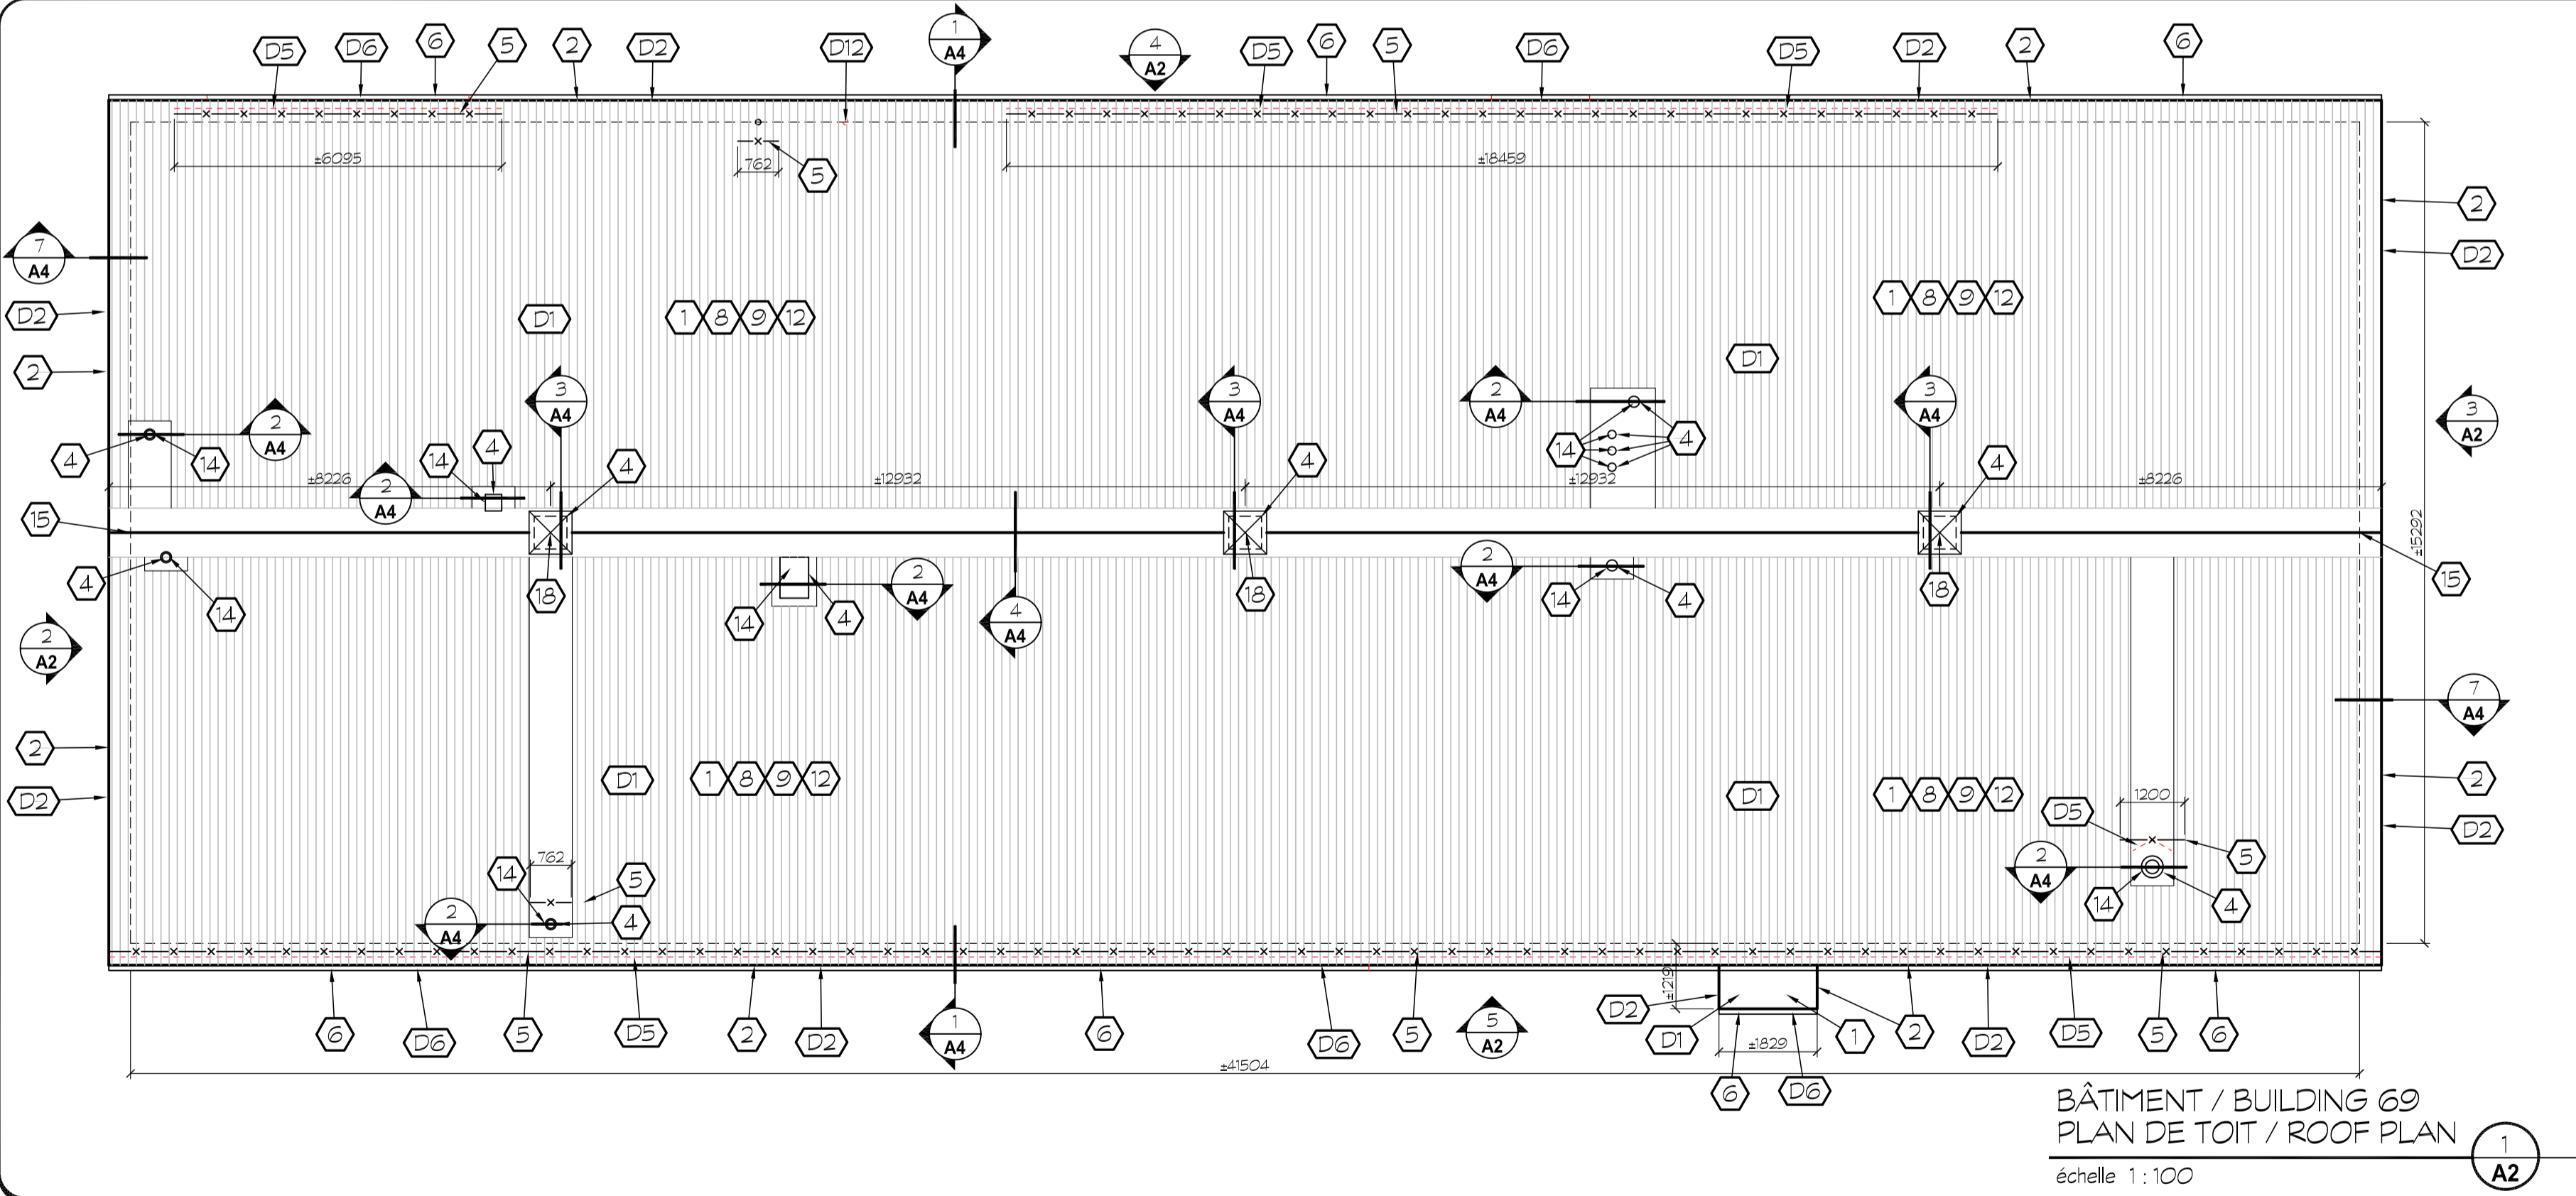 1
A4
4
A2
D5
D6
6
5
2
D2
D12
D5
6
5
D6
D5
D2
2
6
±6095
762
5
±18459
2
D2
7
A4
D2
2
D1
1 8 9 12
1 8 9 12
D1
3
A4
3
A4
2
A4
3
A4
3
A2
2
A4
4
14
14
4
4
2
A4
4
14
4
4
±8226
±12932
±12932
±8226
15
±15292
4
14
18
14
4
2
A4
4
A4
18
2
A4
14
4
18
15
2
A2
7
A4
2
D2
D1
1 8 9 12
D1
1 8 9 12
2
D2
D5
1200
5
2
A4
14
4
762
14
5
4
2
A4
±1219
6
D6
5
D5
2
D2
1
A4
6
D6
5
5
A2
D2
D1
1
2
D2
D5
5
6
±1829
6
D6
±41504
BÂTIMENT / BUILDING 69
PLAN DE TOIT / ROOF PLAN
échelle 1 : 100
1
A2